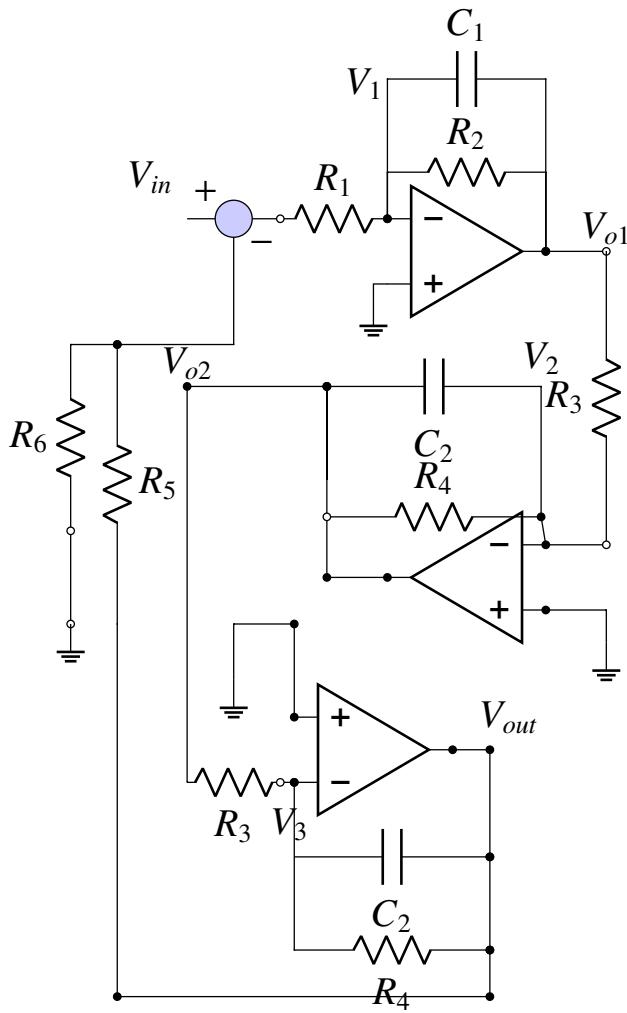 C1
V1
R2
Vin
+
R1
−
−
Vo1
+
Vo2
V2
R3
R6
C2
R5
R4
−
+
+
Vout
−
R3
V3
C2
R4